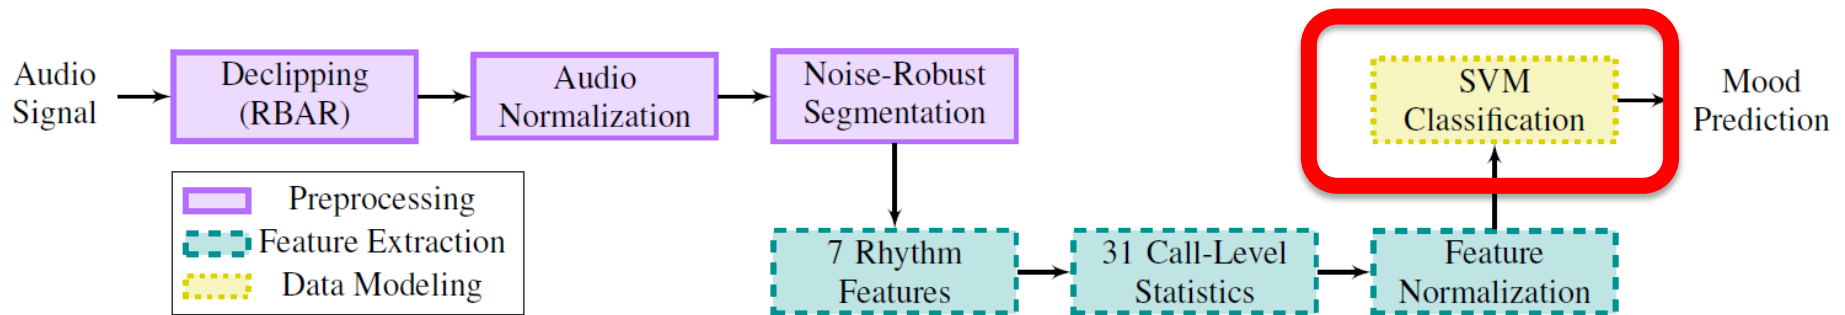 Audio
Signal
Declipping
(RBAR)
Audio
Normalization
Noise-Robust
Segmentation
SVM
Classification
Mood
Prediction
Preprocessing
Feature Extraction
Data Modeling
7 Rhythm
Features
31 Call-Level
Statistics
Feature
Normalization